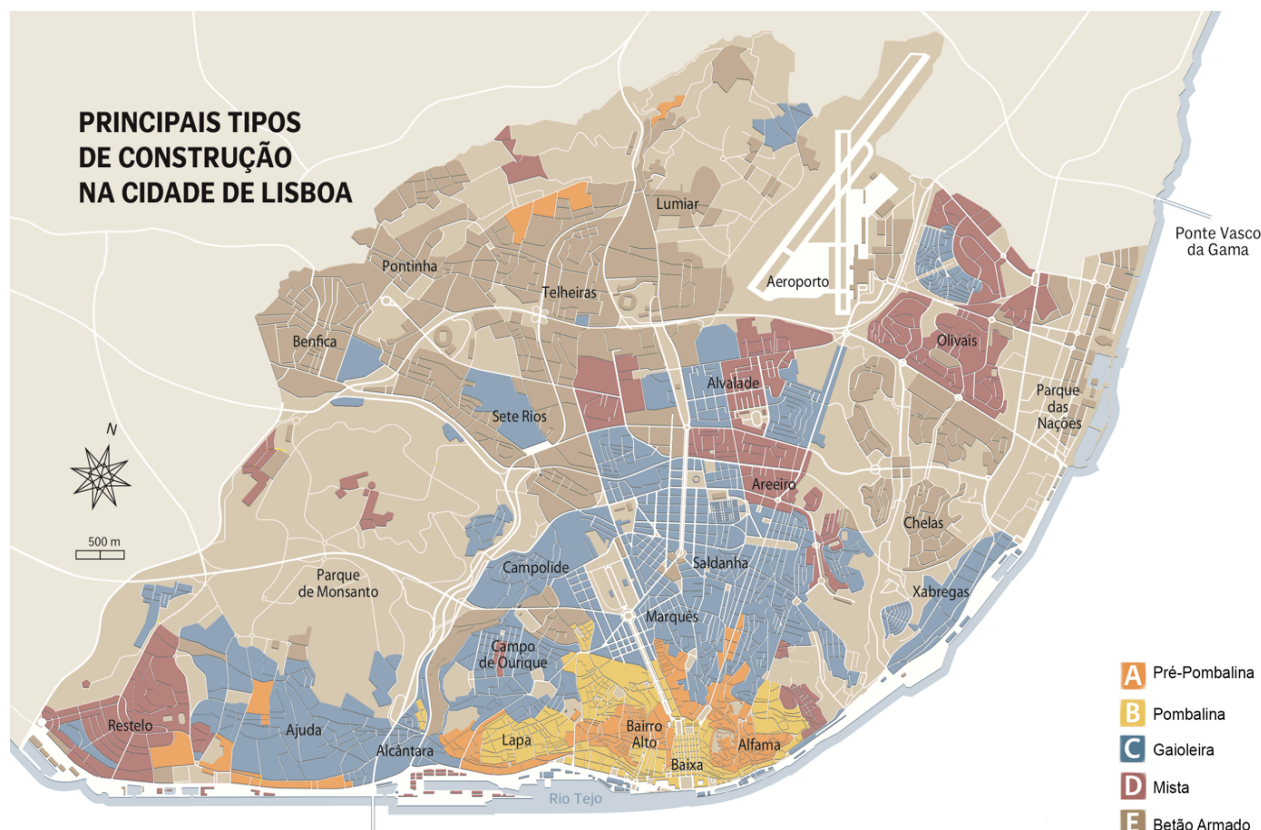 PRINCIPAIS TIPOS
DE CONSTRUÇÃO
NA CIDADE DE LISBOA
Lumiar
Ponte Vasco
da Gama
Pontinha
Aeroporto
Telheiras
Benfica
Olivais
Alvalade
Parque
das
Nações
Sete Rios
N
Areeiro
500 m
Chelas
Campolide
Saldanha
Parque
de Monsanto
Xabregas
Marquês
Campo
de Ourique
Restelo
Ajuda
Alcântara
Lapa
Bairro
Alto
Alfama
Baixa
Rio Tejo
A Pré-Pombalina
B Pombalina
C Gaioleira
D Mista
E Betão Armado